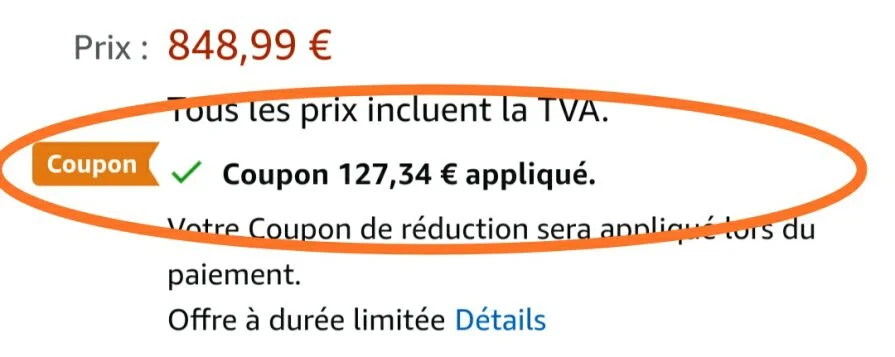 Prix : 848,99 €
Tous les prix incluent la TVA.
Coupon Coupon 127,34 € appliqué.
Votre Coupon de réduction sera appliqué lors du
paiement.
Offre à durée limitée Détails